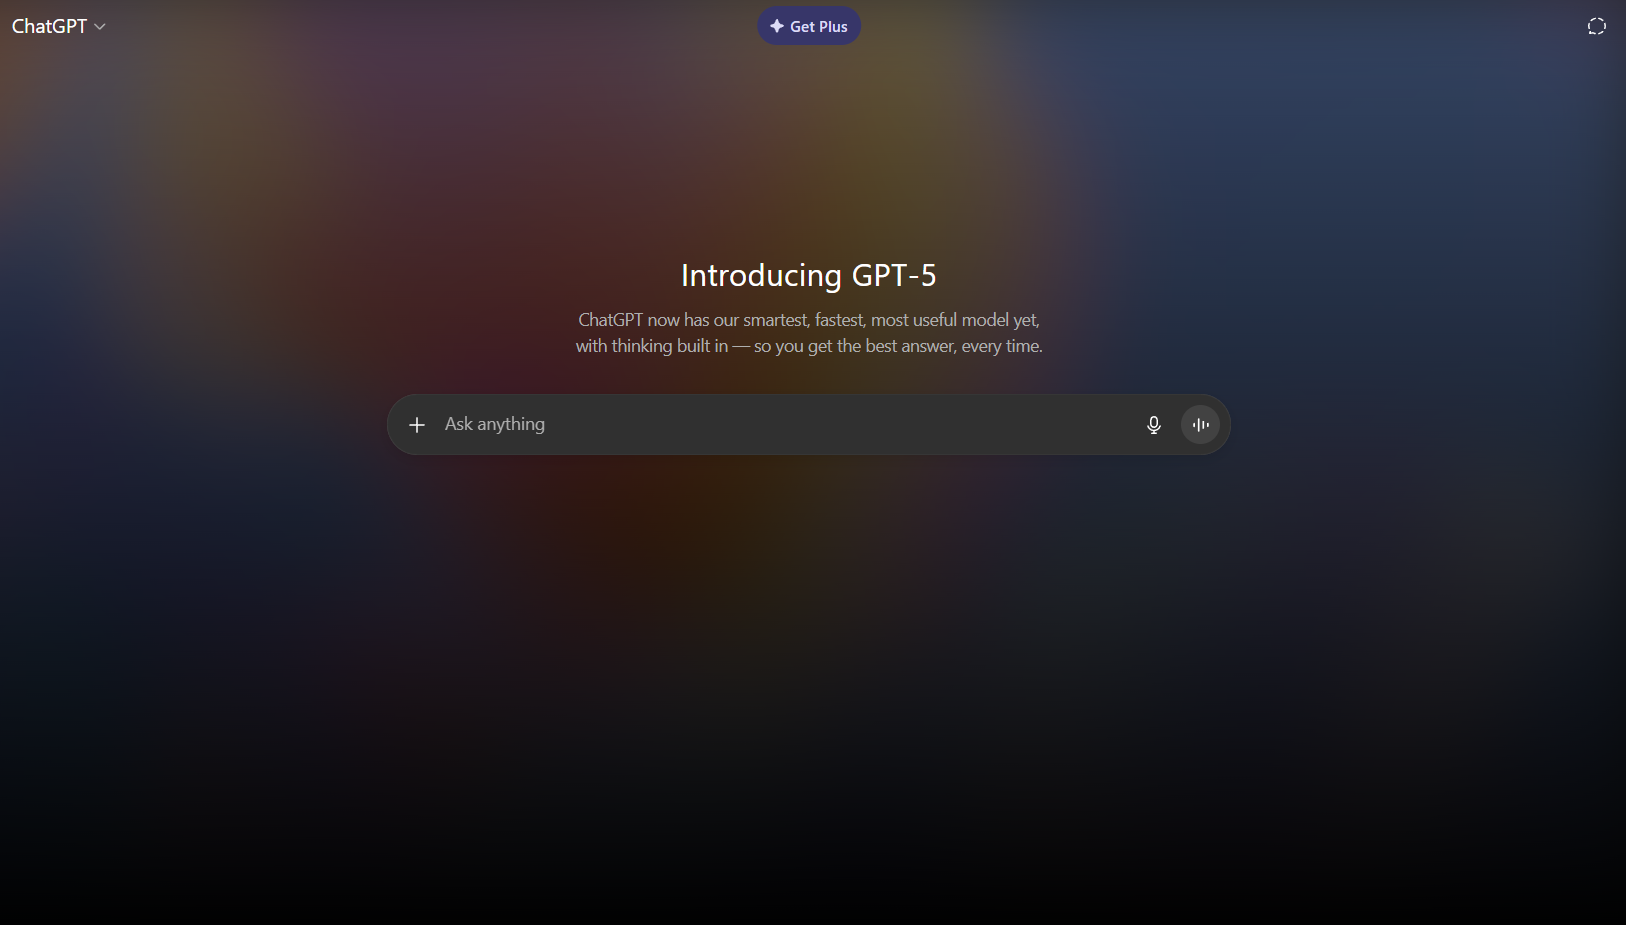 ChatGPT
Get Plus
Introducing GPT-5
ChatGPT now has our smartest, fastest, most useful model yet,
with thinking built in — so you get the best answer, every time.
Ask anything